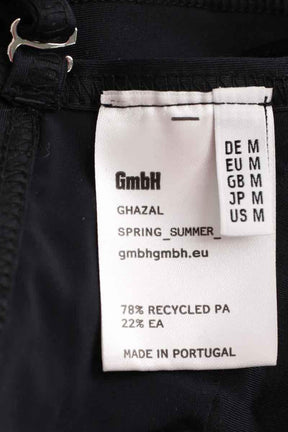 GmbH
GHAZAL
SPRING_SUMMER_
gmbhgmbh.eu
78% RECYCLED PA
22% EA
MADE IN PORTUGAL
DE M
EU M
GB M
JP M
US M